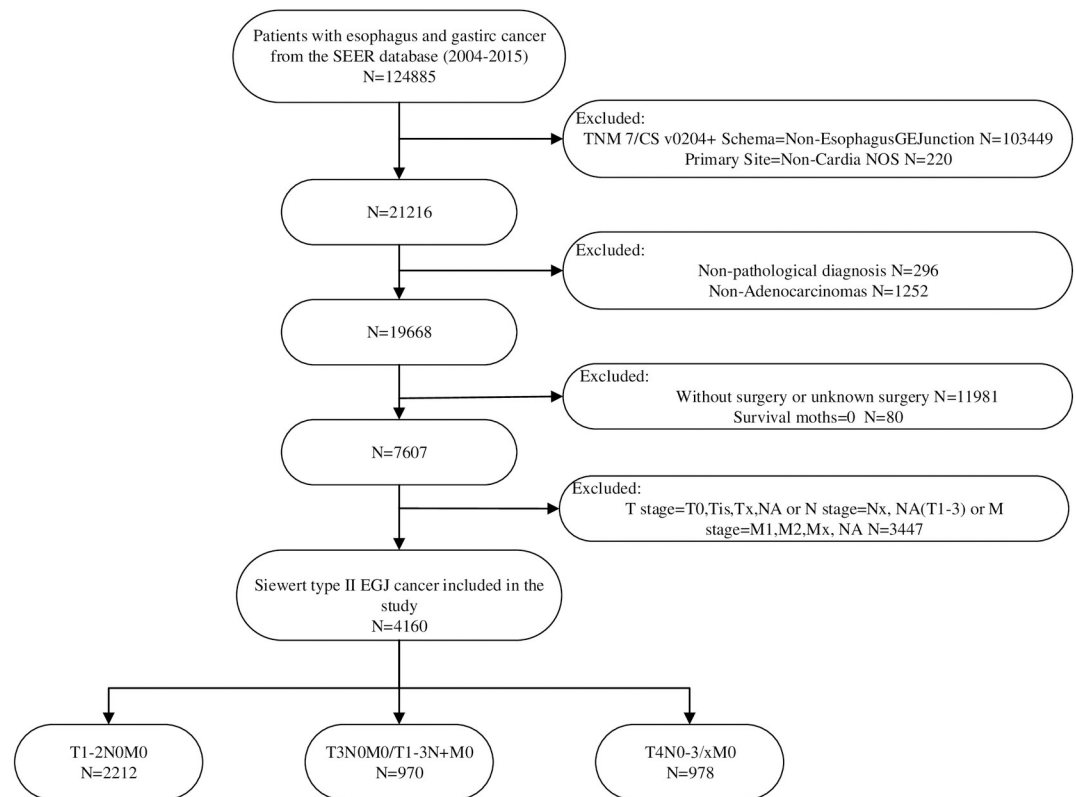 Patients with esophagus and gastirc cancer
from the SEER database (2004-2015)
N=124885
Excluded:
TNM 7/CS v0204+ Schema=Non-EsophagusGEJunction N=103449
Primary Site=Non-Cardia NOS N=220
N=21216
Excluded:
Non-pathological diagnosis N=296
Non-Adenocarcinomas N=1252
N=19668
Excluded:
Without surgery or unknown surgery N=11981
Survival moths=0 N=80
N=7607
Excluded:
T stage=T0,Tis,Tx,NA or N stage=Nx, NA(T1-3) or M
stage=M1,M2,Mx, NA N=3447
Siewert type II EGJ cancer included in the
study
N=4160
T1-2N0M0
N=2212
T3N0M0/T1-3N+M0
N=970
T4N0-3/xM0
N=978